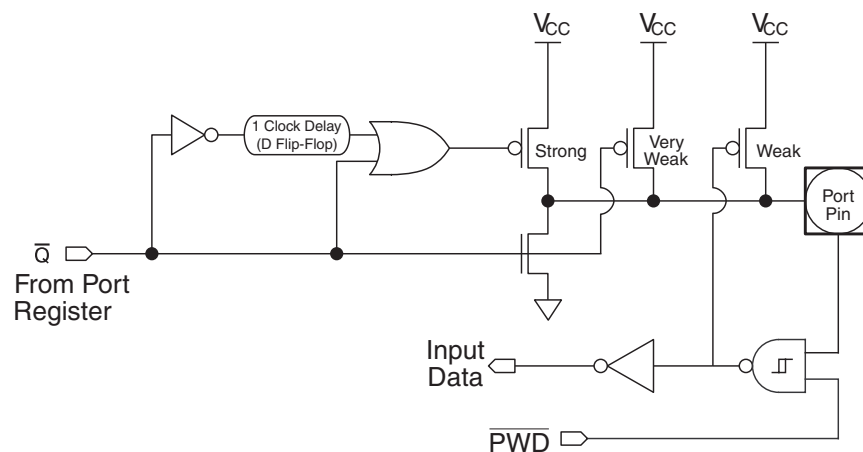 VCC
VCC
VCC
1 Clock Delay
(D Flip-Flop)
Strong
Very
Weak
Weak
Port
Pin
Q̅
From Port
Register
Input
Data
P̅W̅D̅